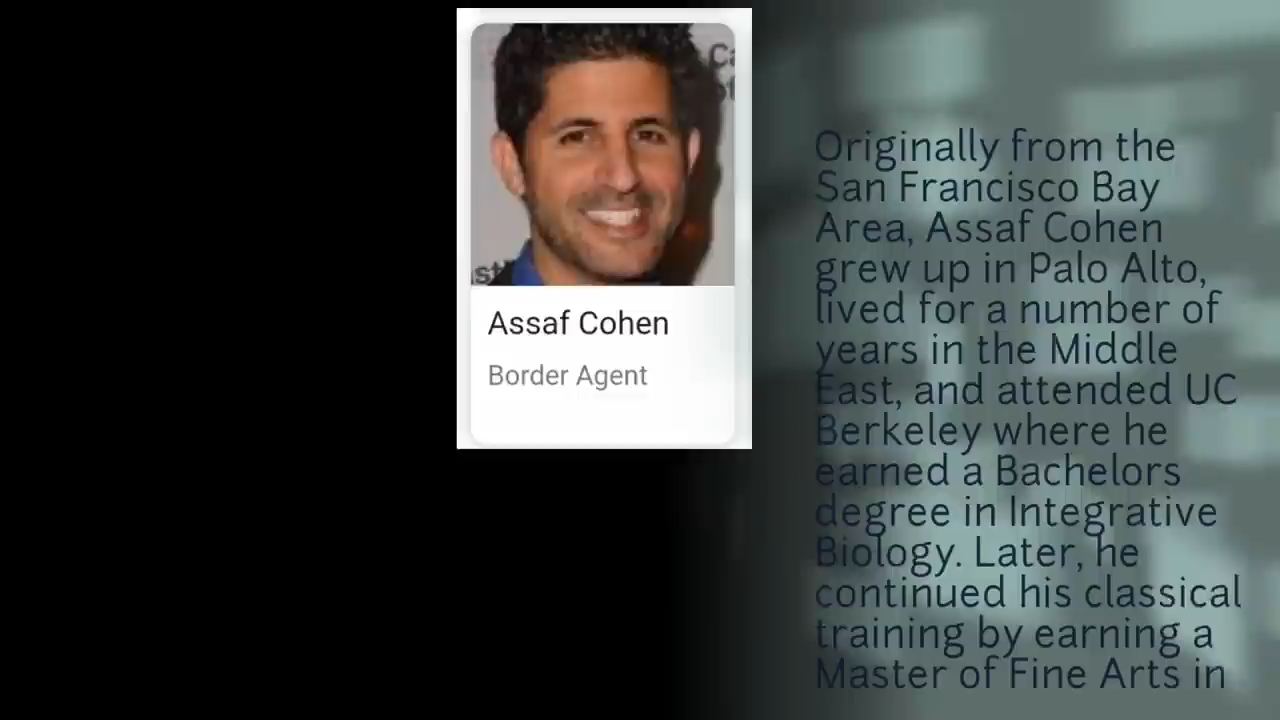 Assaf Cohen
Border Agent
Originally from the
San Francisco Bay
Area, Assaf Cohen
grew up in Palo Alto,
lived for a number of
years in the Middle
East, and attended UC
Berkeley where he
earned a Bachelors
degree in Integrative
Biology. Later, he
continued his classical
training by earning a
Master of Fine Arts in